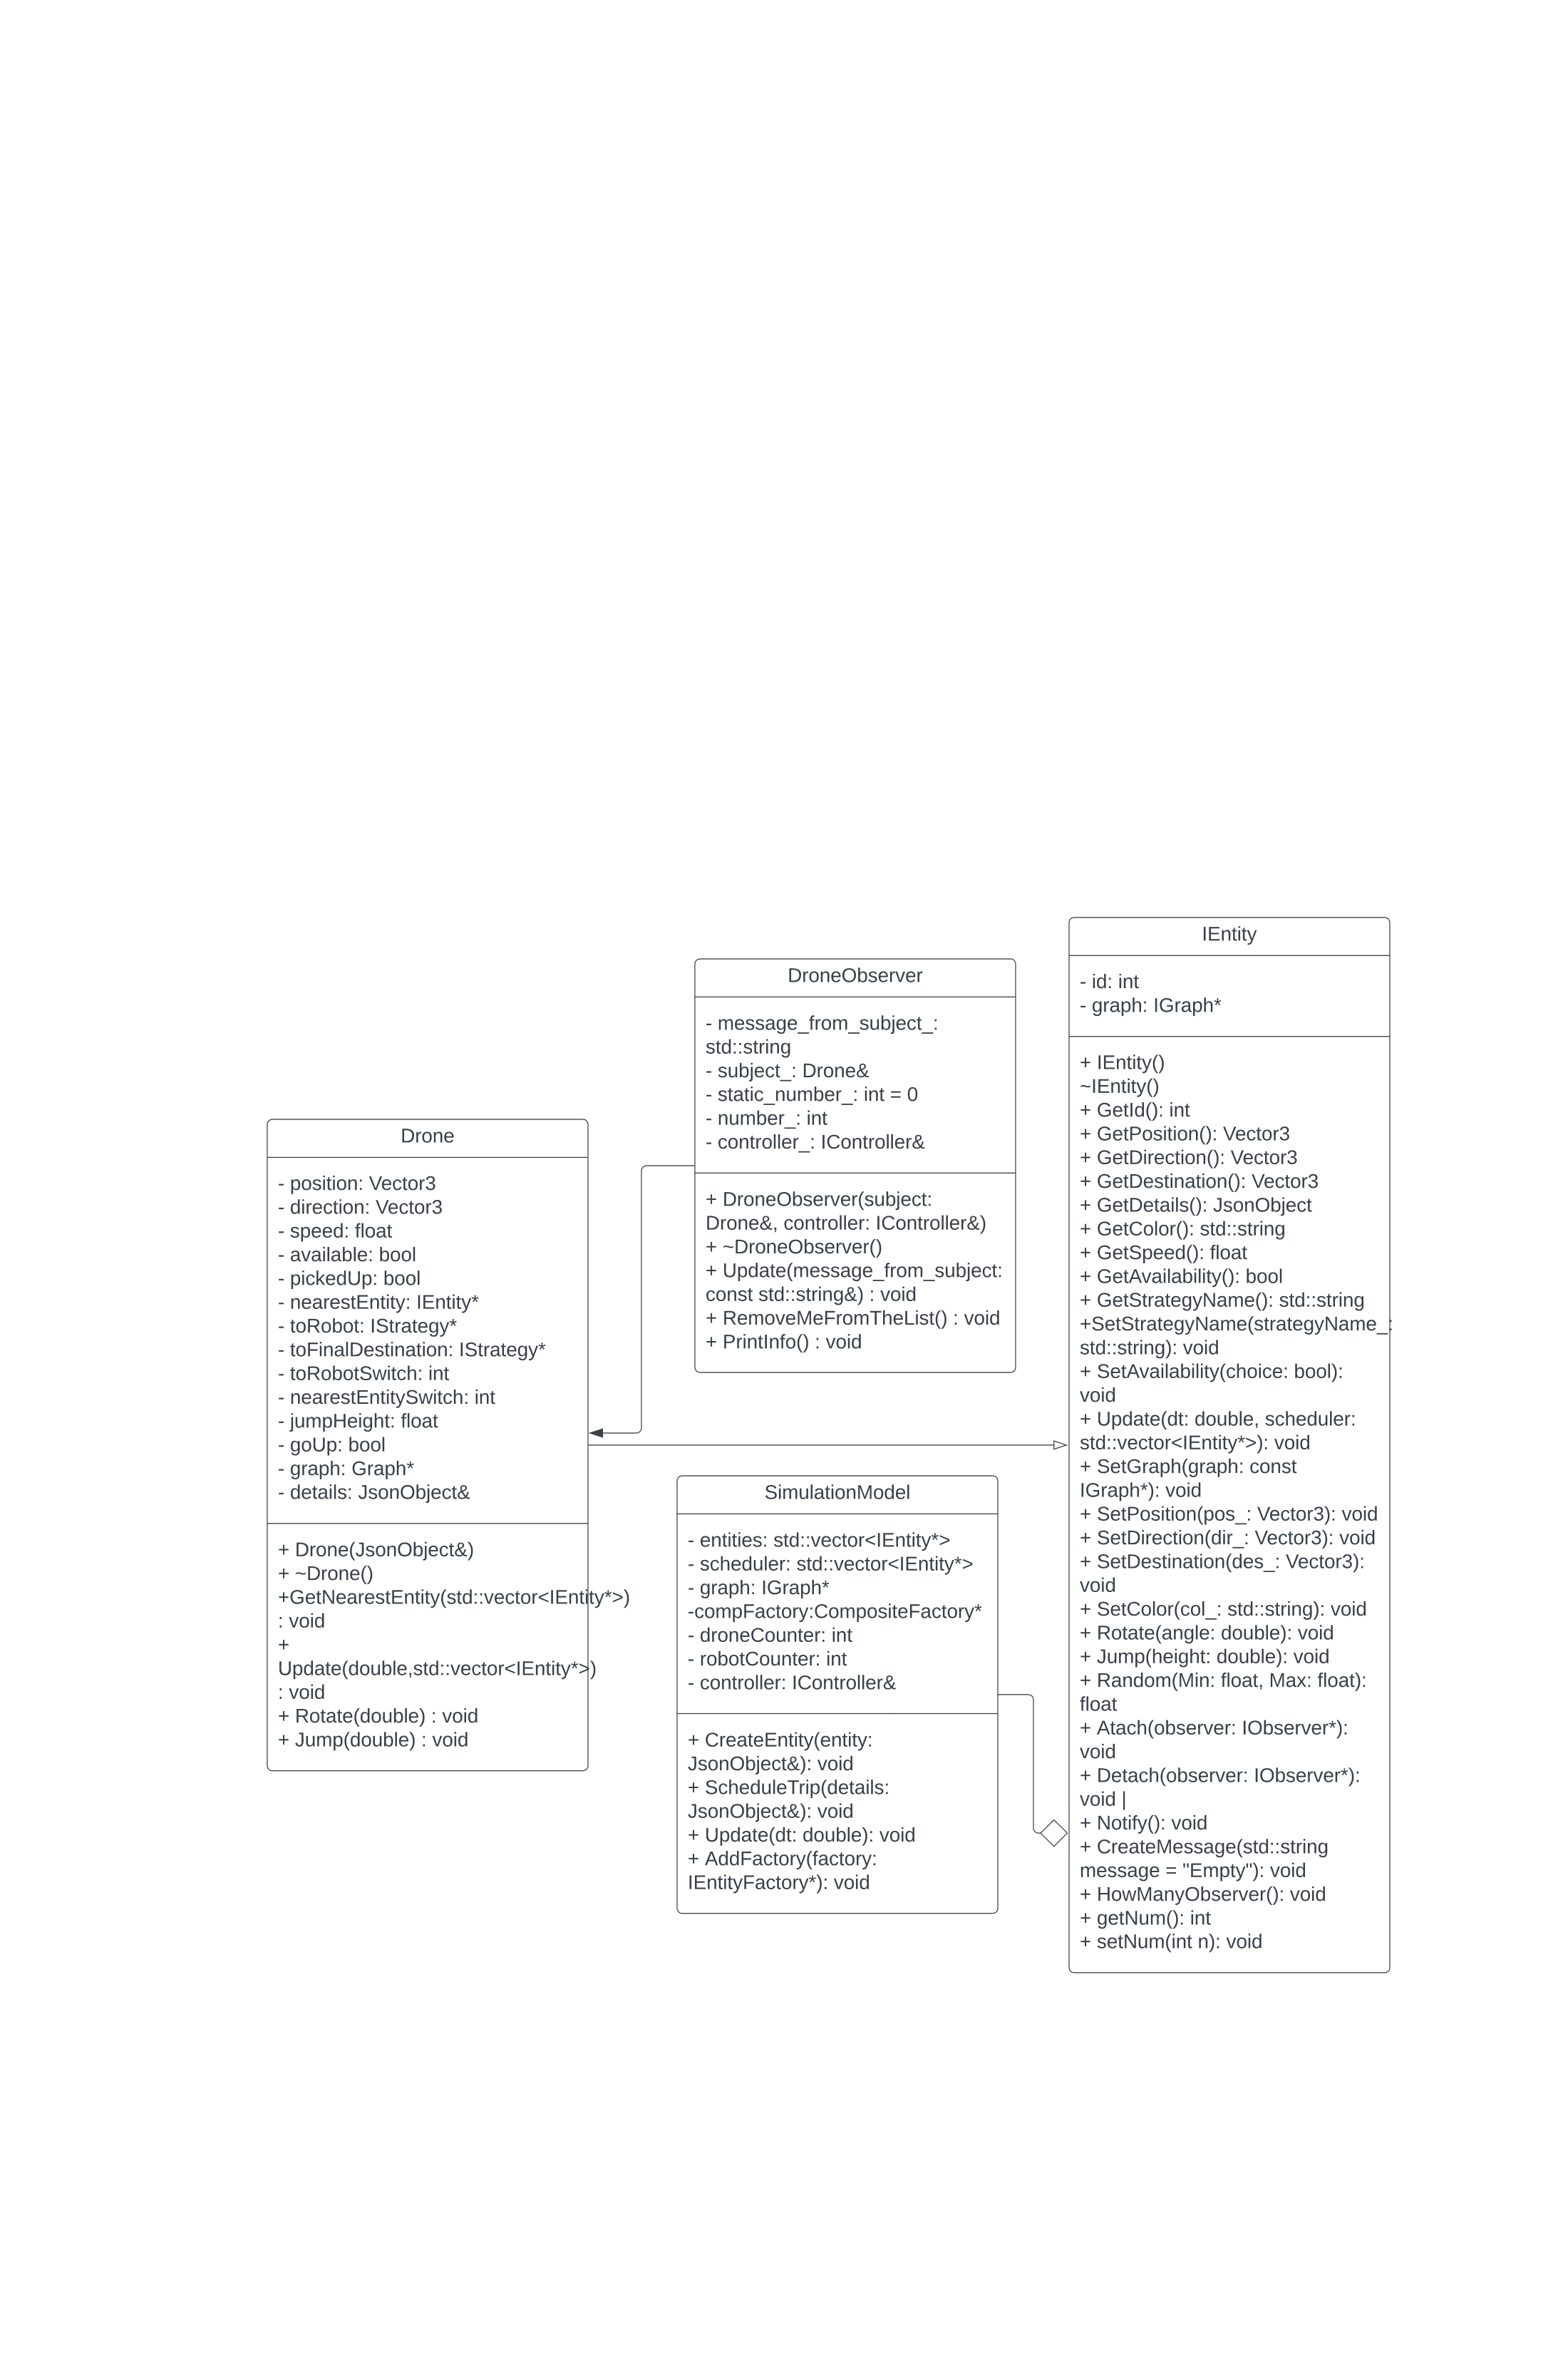 Drone
- position: Vector3
- direction: Vector3
- speed: float
- available: bool
- pickedUp: bool
- nearestEntity: IEntity*
- toRobot: IStrategy*
- toFinalDestination: IStrategy*
- toRobotSwitch: int
- nearestEntitySwitch: int
- jumpHeight: float
- goUp: bool
- graph: Graph*
- details: JsonObject&
+ Drone(JsonObject&)
+ ~Drone()
+GetNearestEntity(std::vector<IEntity*>)
: void
+
Update(double,std::vector<IEntity*>)
: void
+ Rotate(double) : void
+ Jump(double) : void
DroneObserver
- message_from_subject_:
std::string
- subject_: Drone&
- static_number_: int = 0
- number_: int
- controller_: IController&
+ DroneObserver(subject:
Drone&, controller: IController&)
+ ~DroneObserver()
+ Update(message_from_subject:
const std::string&) : void
+ RemoveMeFromTheList() : void
+ PrintInfo() : void
SimulationModel
- entities: std::vector<IEntity*>
- scheduler: std::vector<IEntity*>
- graph: IGraph*
-compFactory:CompositeFactory*
- droneCounter: int
- robotCounter: int
- controller: IController&
+ CreateEntity(entity:
JsonObject&): void
+ ScheduleTrip(details:
JsonObject&): void
+ Update(dt: double): void
+ AddFactory(factory:
IEntityFactory*): void
IEntity
- id: int
- graph: IGraph*
+ IEntity()
~IEntity()
+ GetId(): int
+ GetPosition(): Vector3
+ GetDirection(): Vector3
+ GetDestination(): Vector3
+ GetDetails(): JsonObject
+ GetColor(): std::string
+ GetSpeed(): float
+ GetAvailability(): bool
+ GetStrategyName(): std::string
+SetStrategyName(strategyName_:
std::string): void
+ SetAvailability(choice: bool):
void
+ Update(dt: double, scheduler:
std::vector<IEntity*>): void
+ SetGraph(graph: const
IGraph*): void
+ SetPosition(pos_: Vector3): void
+ SetDirection(dir_: Vector3): void
+ SetDestination(des_: Vector3):
void
+ SetColor(col_: std::string): void
+ Rotate(angle: double): void
+ Jump(height: double): void
+ Random(Min: float, Max: float):
float
+ Atach(observer: IObserver*):
void
+ Detach(observer: IObserver*):
void |
+ Notify(): void
+ CreateMessage(std::string
message = "Empty"): void
+ HowManyObserver(): void
+ getNum(): int
+ setNum(int n): void